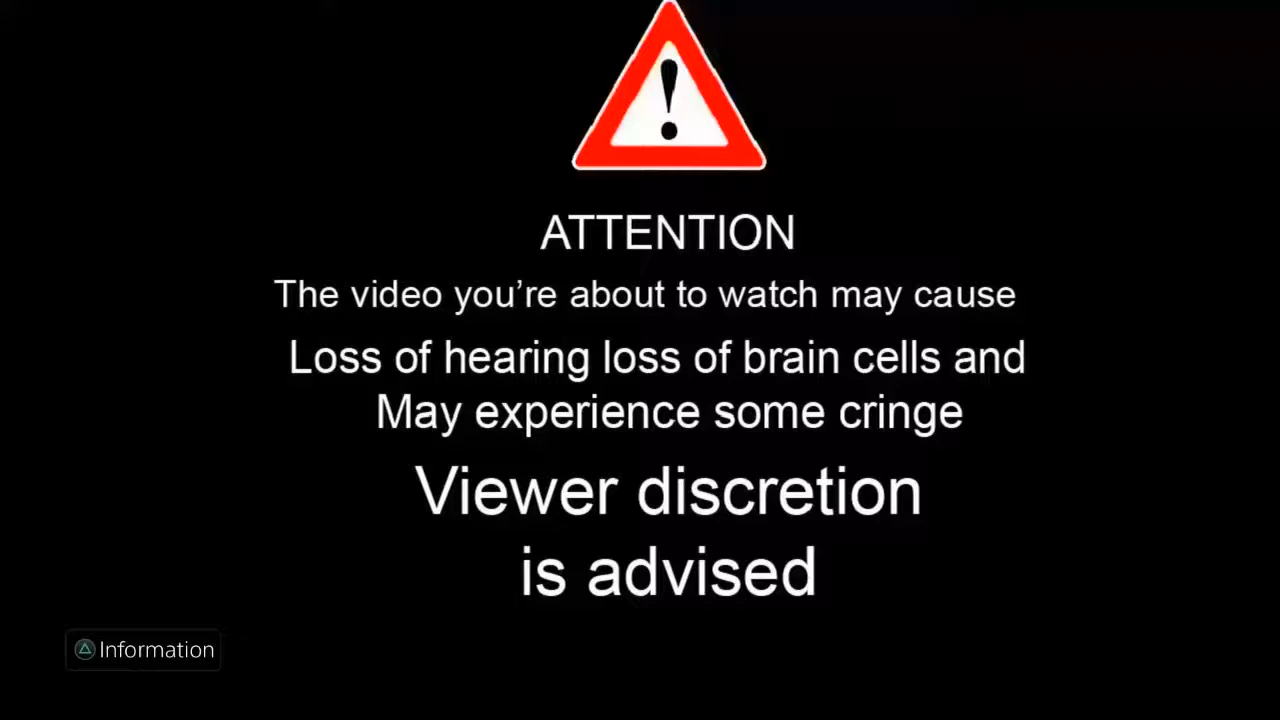 ATTENTION
The video you’re about to watch may cause
Loss of hearing loss of brain cells and
May experience some cringe
Viewer discretion
is advised
Information